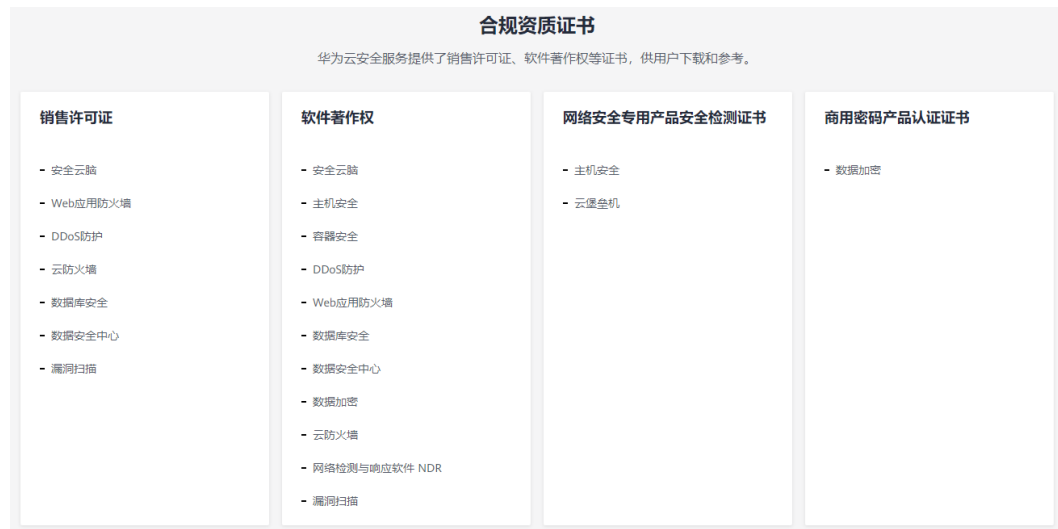 合规资质证书
华为云安全服务提供了销售许可证、软件著作权等证书，供用户下载和参考。
销售许可证
- 安全云脑
- Web应用防火墙
- DDoS防护
- 云防火墙
- 数据库安全
- 数据安全中心
- 漏洞扫描
软件著作权
- 安全云脑
- 主机安全
- 容器安全
- DDoS防护
- Web应用防火墙
- 数据库安全
- 数据安全中心
- 数据加密
- 云防火墙
- 网络检测与响应软件 NDR
- 漏洞扫描
网络安全专用产品安全检测证书
- 主机安全
- 云堡垒机
商用密码产品认证证书
- 数据加密